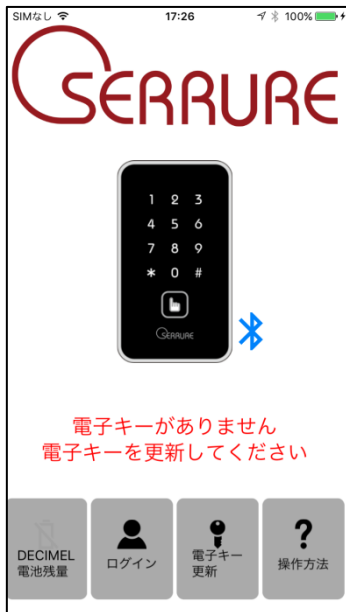 SIMなし 17:26 100%
SERRURE
1 2 3
4 5 6
7 8 9
* 0 #
SERRURE
電子キーがありません
電子キーを更新してください
DECIMEL
電池残量
ログイン
電子キー
更新
操作方法